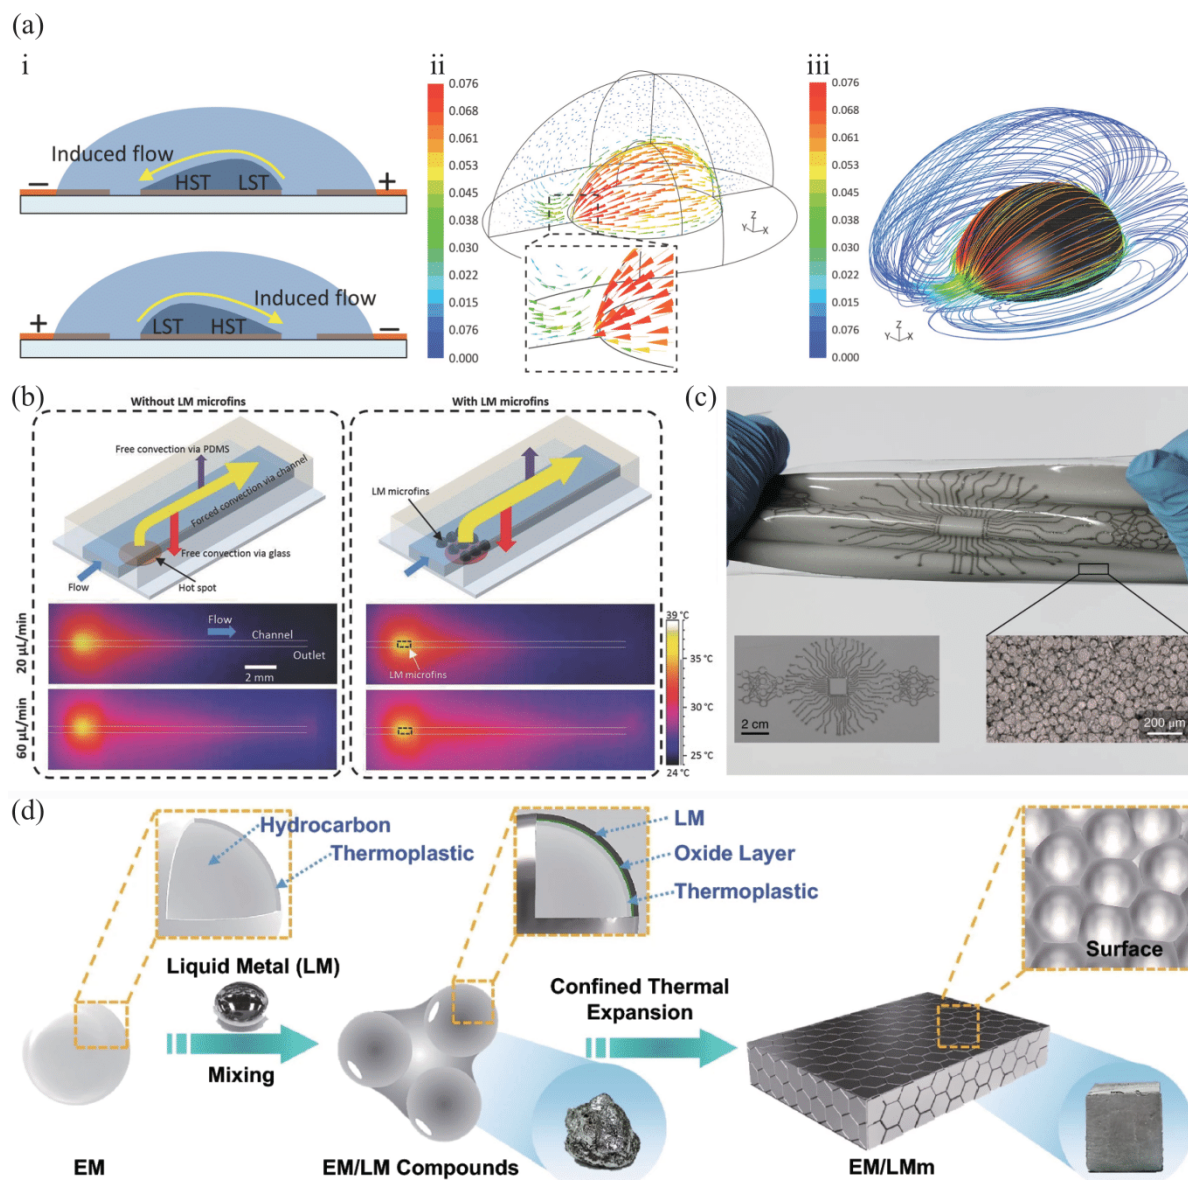 (a)
i
ii
iii
Induced flow
HST
LST
−
+
Induced flow
LST
HST
+
−
0.076
0.068
0.060
0.053
0.045
0.038
0.030
0.022
0.015
0.076
0.000
Z
Y
X
0.076
0.068
0.060
0.053
0.045
0.038
0.030
0.022
0.015
0.076
0.000
Z
Y
X
(b)
Without LM microfins
Free convection via PDMS
Forced convection via channel
Free convection via glass
Flow
Hot spot
With LM microfins
LM microfins
20 µL/min
Flow
Channel
Outlet
2 mm
LM microfins
60 µL/min
39 °C
35 °C
30 °C
25 °C
24 °C
(c)
2 cm
200 µm
(d)
Hydrocarbon
Thermoplastic
LM
Oxide Layer
Thermoplastic
Surface
Liquid Metal (LM)
Mixing
Confined Thermal
Expansion
EM
EM/LM Compounds
EM/LMm